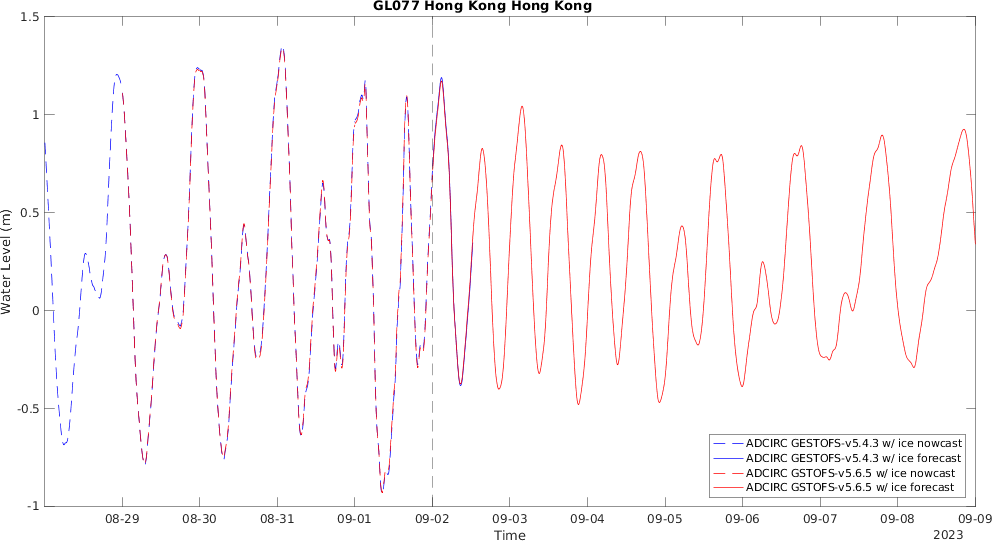 GL077 Hong Kong Hong Kong
1.5
1
0.5
0
-0.5
-1
Water Level (m)
ADCIRC GESTOFS-v5.4.3 w/ ice nowcast
ADCIRC GESTOFS-v5.4.3 w/ ice forecast
ADCIRC GSTOFS-v5.6.5 w/ ice nowcast
ADCIRC GSTOFS-v5.6.5 w/ ice forecast
08-29 08-30 08-31 09-01 09-02 09-03 09-04 09-05 09-06 09-07 09-08 09-09
Time
2023